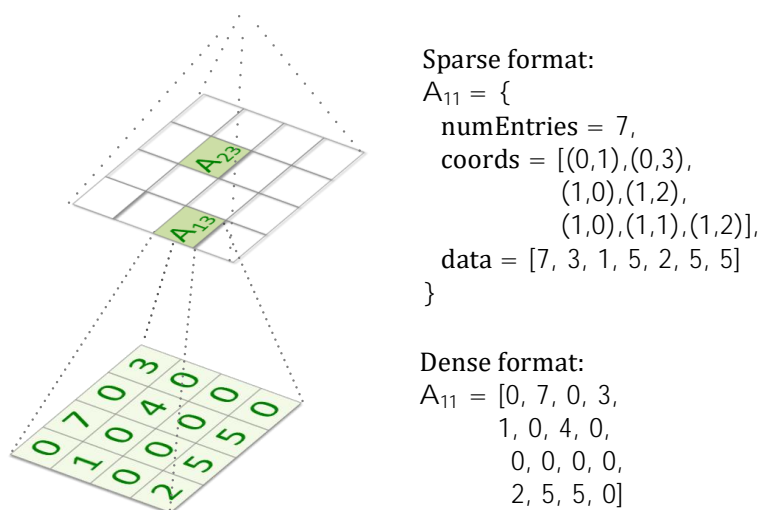 A₂₃
A₁₃
0 7 0 3
1 0 4 0
0 0 0 0
2 5 5 0
Sparse format:
A₁₁ = {
numEntries = 7,
coords = [(0,1),(0,3),
(1,0),(1,2),
(1,0),(1,1),(1,2)],
data = [7, 3, 1, 5, 2, 5, 5]
}
Dense format:
A₁₁ = [0, 7, 0, 3,
1, 0, 4, 0,
0, 0, 0, 0,
2, 5, 5, 0]